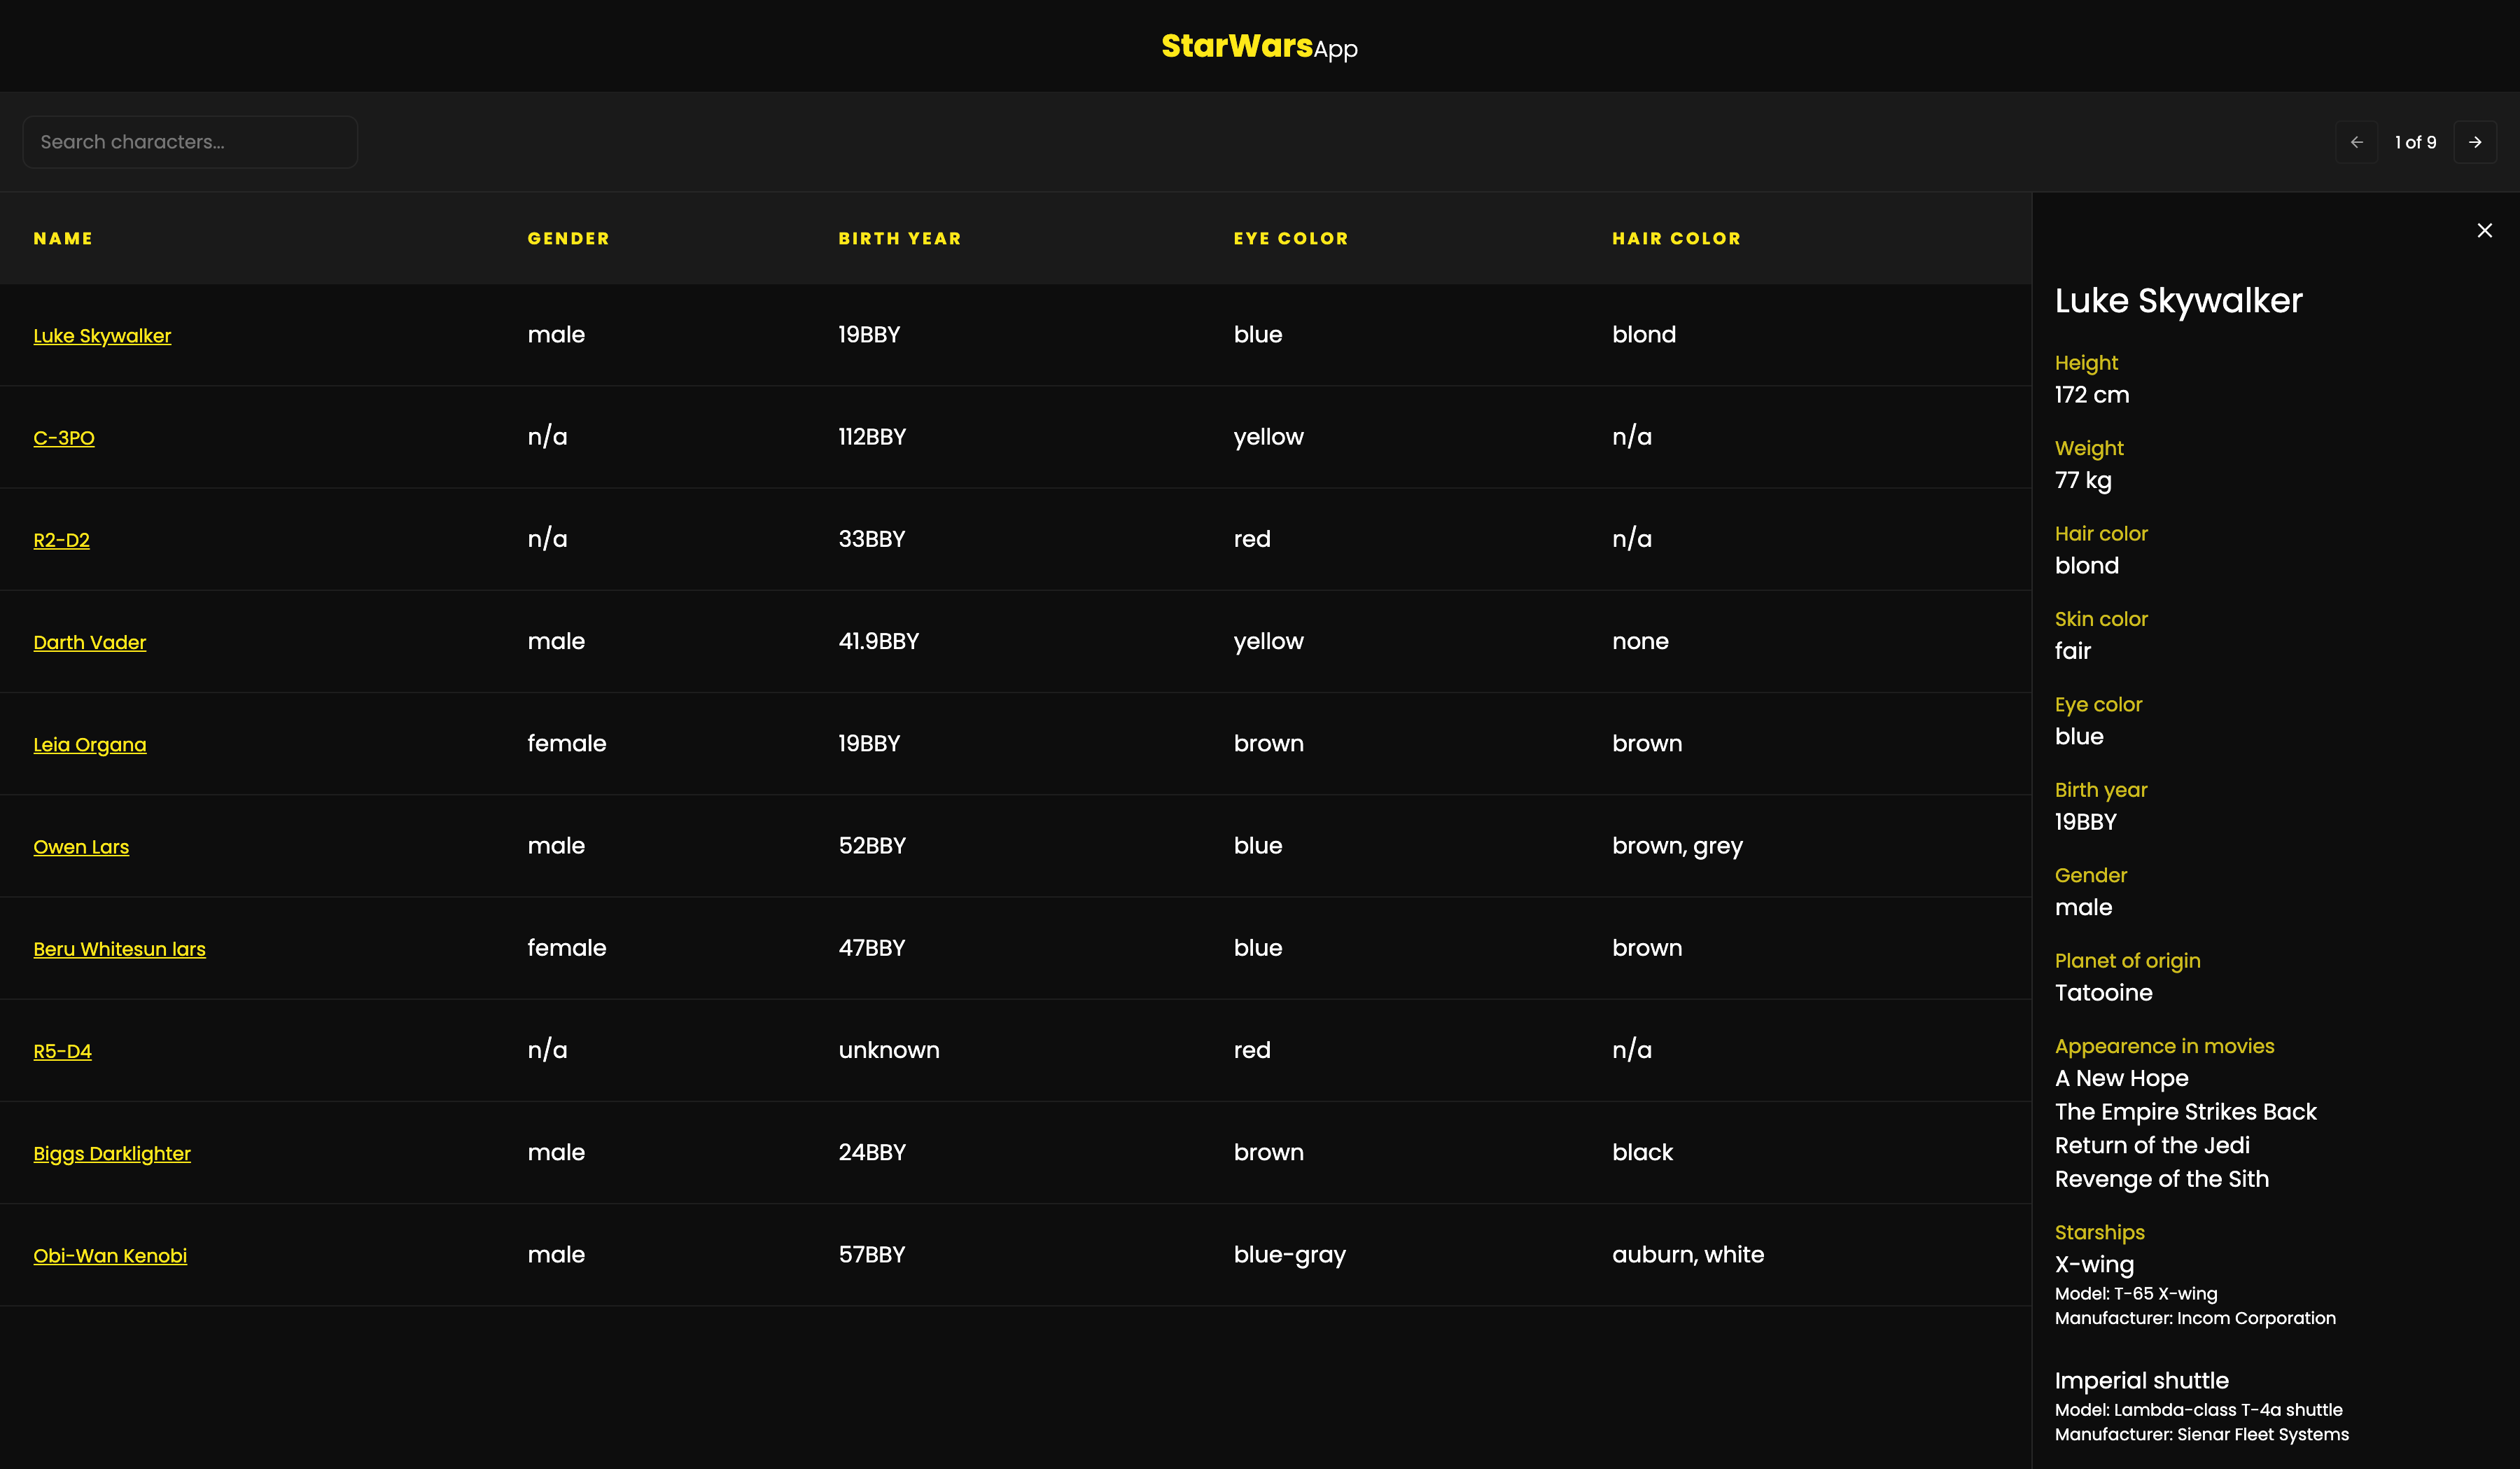 StarWarsApp
Search characters...
1 of 9
NAME GENDER BIRTH YEAR EYE COLOR HAIR COLOR
Luke Skywalker male 19BBY blue blond
C-3PO n/a 112BBY yellow n/a
R2-D2 n/a 33BBY red n/a
Darth Vader male 41.9BBY yellow none
Leia Organa female 19BBY brown brown
Owen Lars male 52BBY blue brown, grey
Beru Whitesun lars female 47BBY blue brown
R5-D4 n/a unknown red n/a
Biggs Darklighter male 24BBY brown black
Obi-Wan Kenobi male 57BBY blue-gray auburn, white
Luke Skywalker
Height
172 cm
Weight
77 kg
Hair color
blond
Skin color
fair
Eye color
blue
Birth year
19BBY
Gender
male
Planet of origin
Tatooine
Appearence in movies
A New Hope
The Empire Strikes Back
Return of the Jedi
Revenge of the Sith
Starships
X-wing
Model: T-65 X-wing
Manufacturer: Incom Corporation
Imperial shuttle
Model: Lambda-class T-4a shuttle
Manufacturer: Sienar Fleet Systems